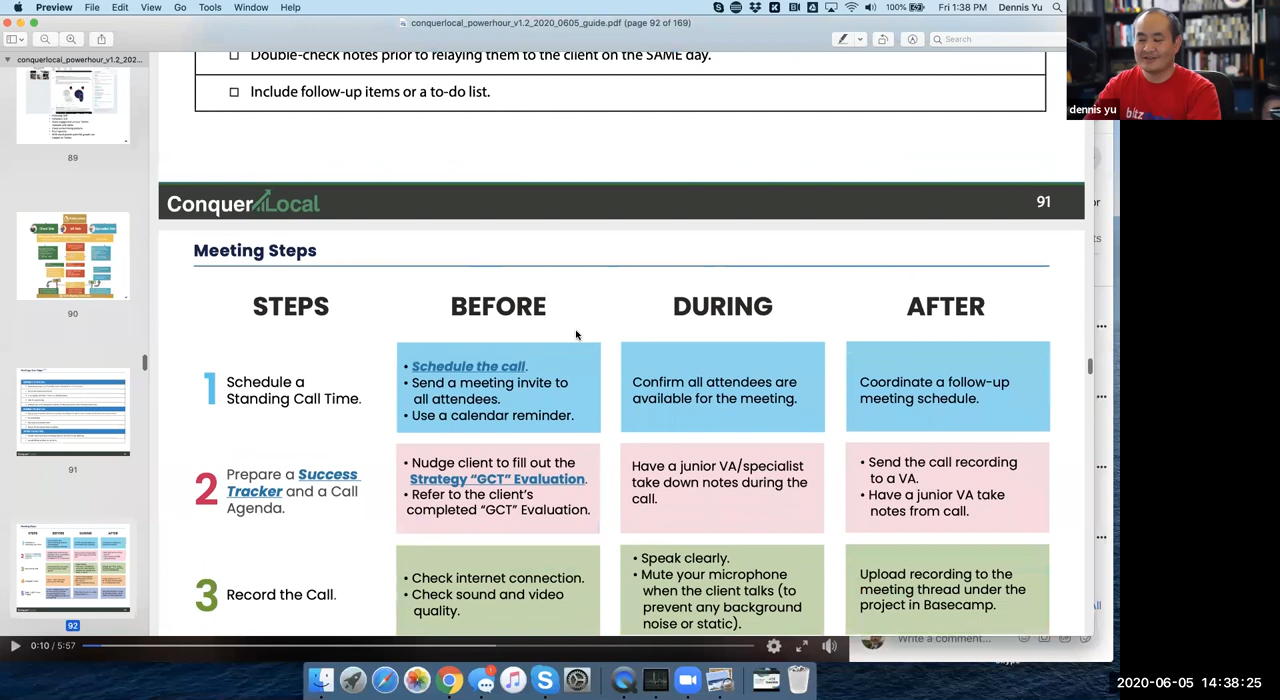 Preview File Edit View Go Tools Window Help
100% Fri 1:38 PM Dennis Yu
conquerlocal_powerhour_v1.2_2020_0605_guide.pdf (page 92 of 169)
Search
conquerlocal_powerhour_v1.2_202...
89
90
91
92
dennis yu
Double-check notes prior to relaying them to the client on the SAME day.
Include follow-up items or a to-do list.
ConquerLocal
91
Meeting Steps
STEPS BEFORE DURING AFTER
1 Schedule a
Standing Call Time.
• Schedule the call.
• Send a meeting invite to
all attendees.
• Use a calendar reminder.
Confirm all attendees are
available for the meeting.
Coordinate a follow-up
meeting schedule.
2 Prepare a Success
Tracker and a Call
Agenda.
• Nudge client to fill out the
Strategy “GCT” Evaluation.
• Refer to the client’s
completed “GCT” Evaluation.
Have a junior VA/specialist
take down notes during the
call.
• Send the call recording
to a VA.
• Have a junior VA take
notes from call.
3 Record the Call.
• Check internet connection.
• Check sound and video
quality.
• Speak clearly.
• Mute your microphone
when the client talks (to
prevent any background
noise or static).
Upload recording to the
meeting thread under the
project in Basecamp.
0:10 / 5:57
Write a comment...
2020-06-05 14:38:25